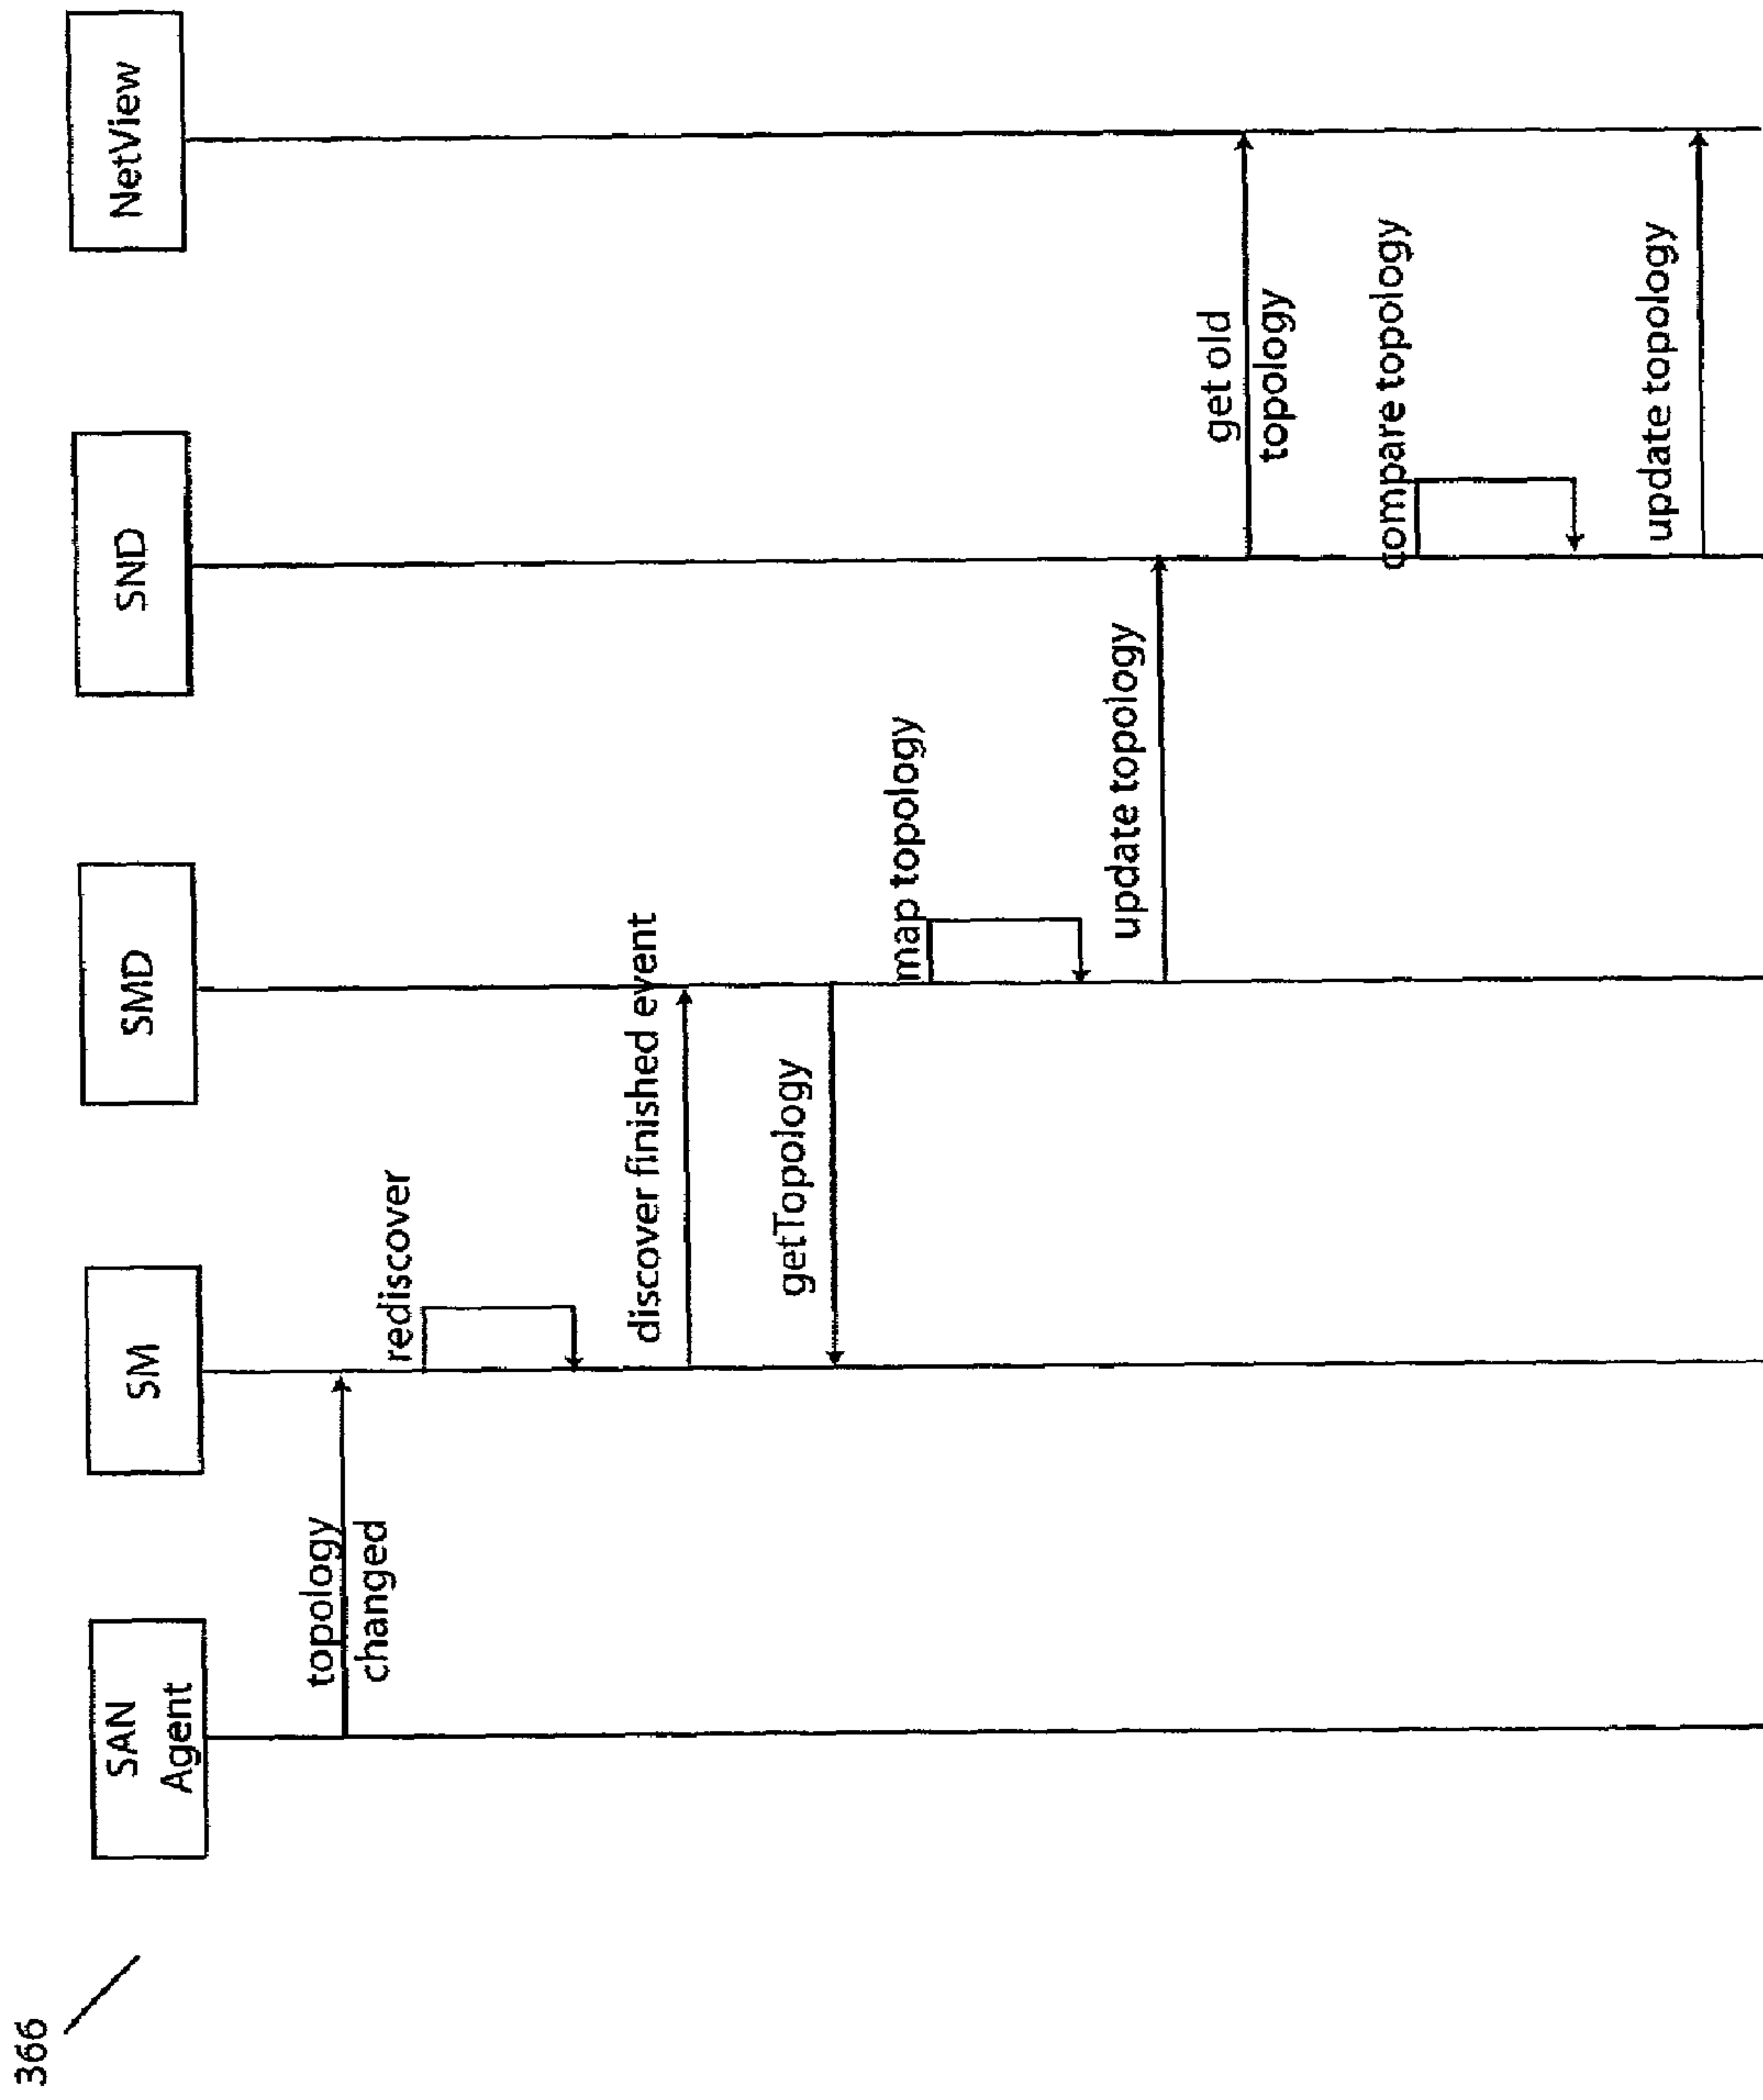 366
SAN
Agent
SM
SMD
SND
NetView
topology
changed
rediscover
discover finished event
getTopology
map topology
update topology
get old
topology
compare topology
update topology